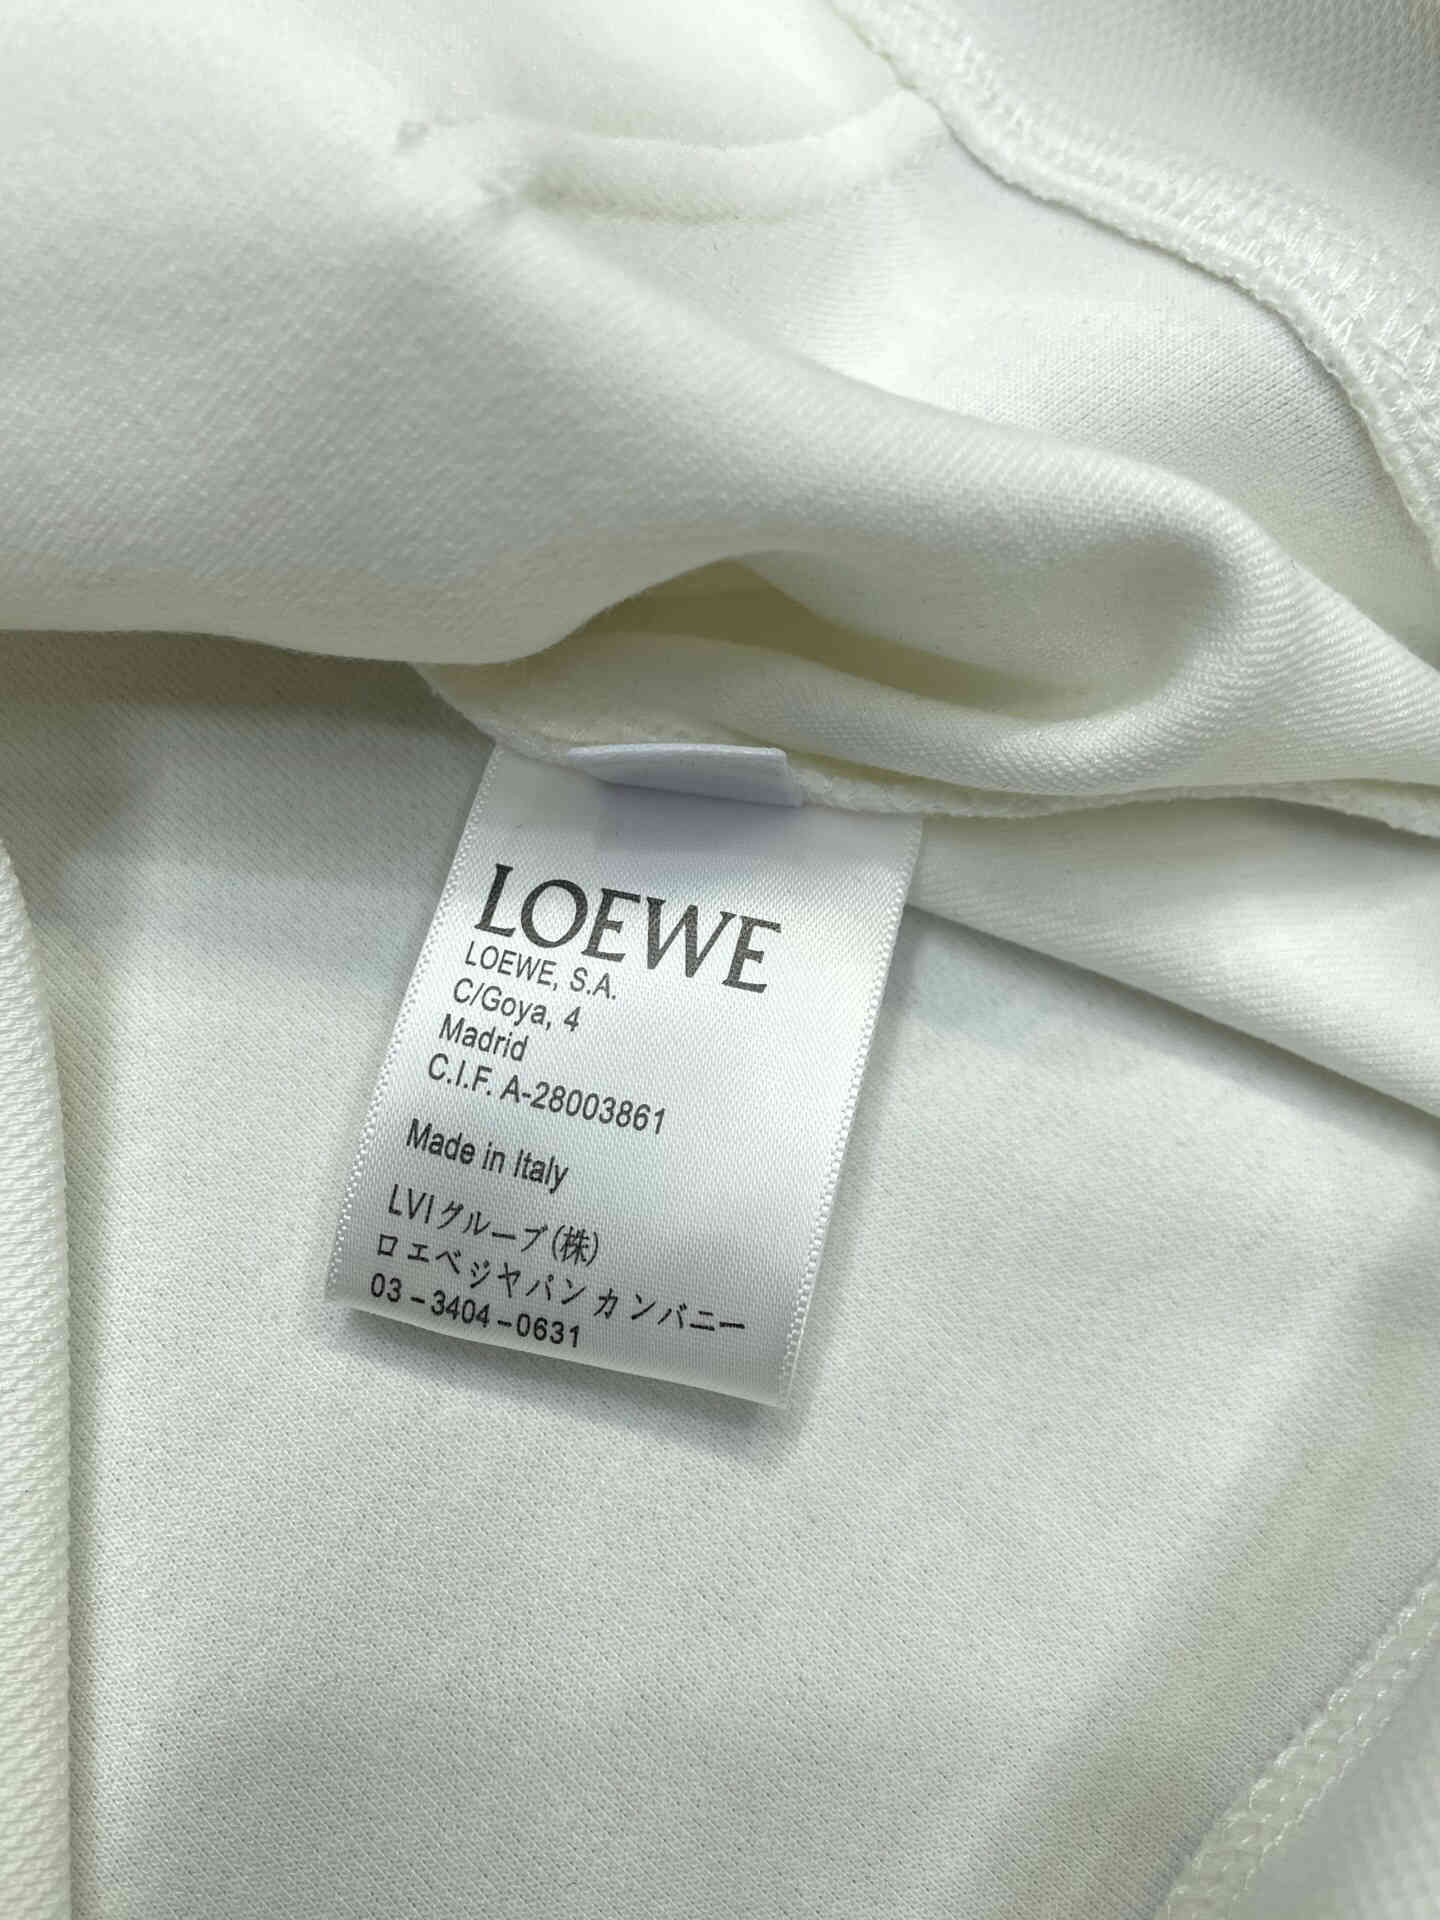 LOEWE
LOEWE, S.A.
C/Goya, 4
Madrid
C.I.F. A-28003861
Made in Italy
LVIグループ(株)
ロエベジャパン カンパニー
03-3404-0631